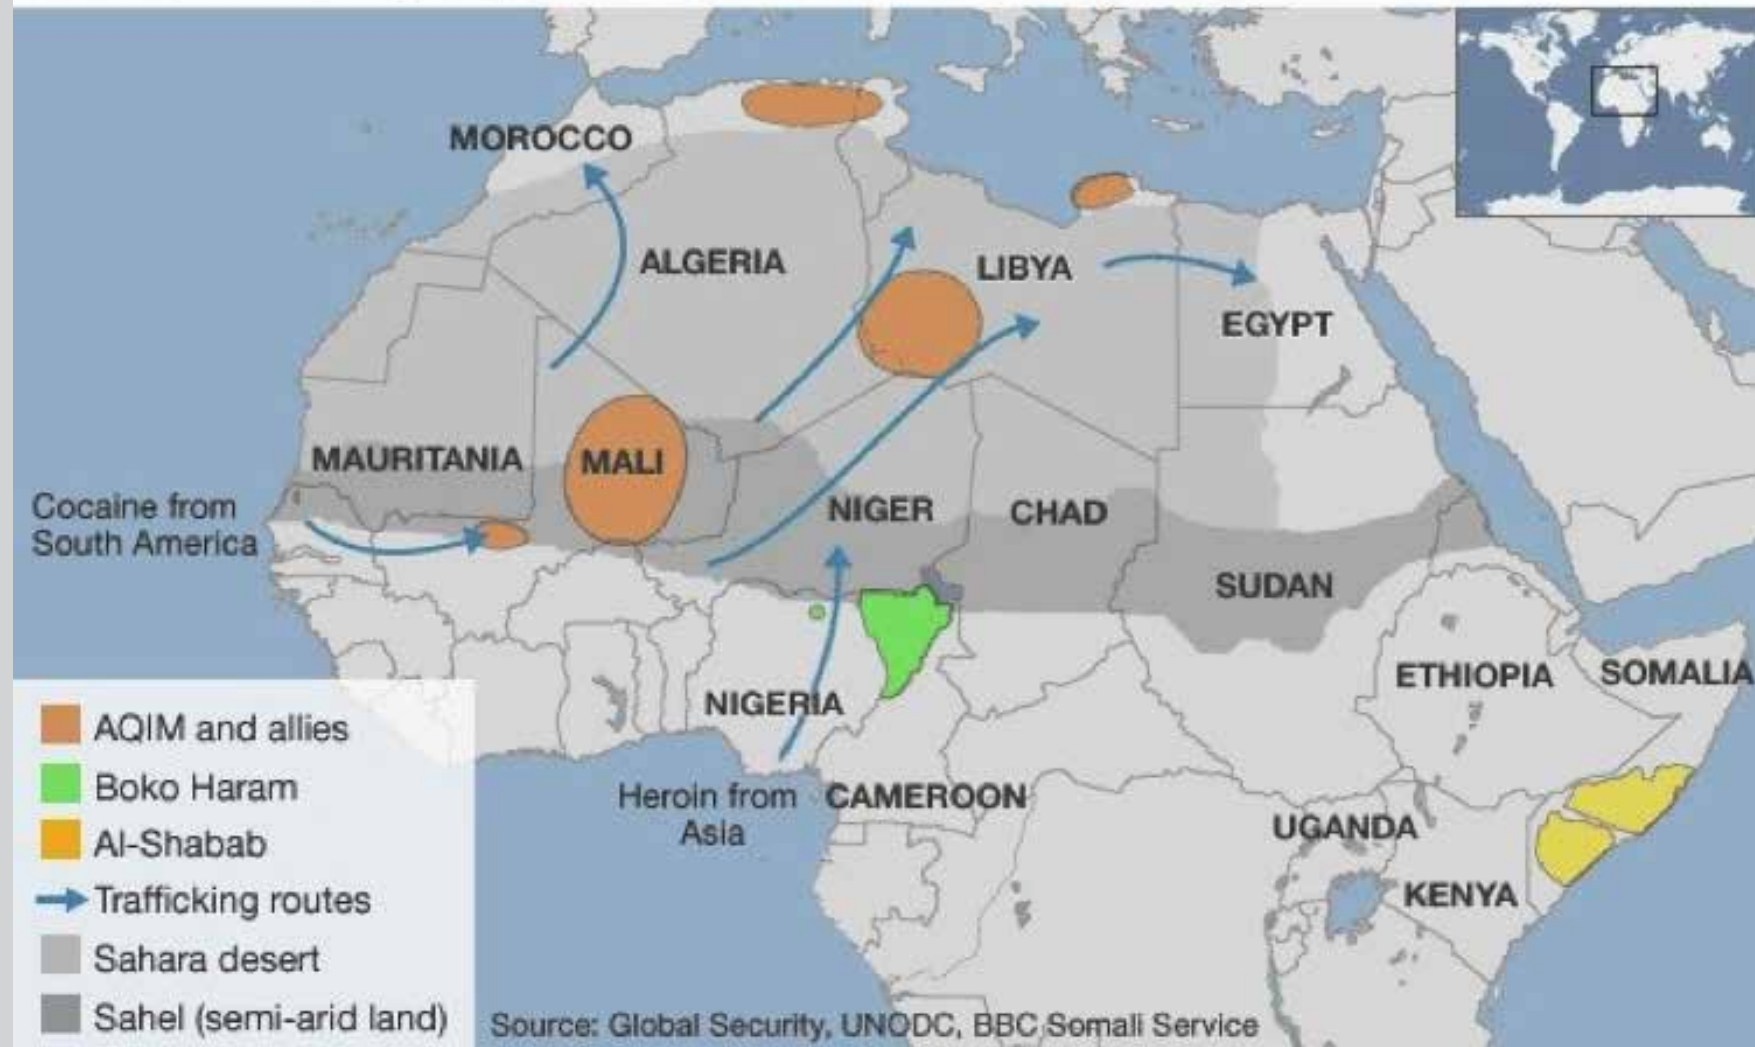 MOROCCO
ALGERIA
LIBYA
EGYPT
MAURITANIA
MALI
NIGER
CHAD
Cocaine from
South America
SUDAN
NIGERIA
ETHIOPIA
SOMALIA
Heroin from
Asia
CAMEROON
UGANDA
KENYA
AQIM and allies
Boko Haram
Al-Shabab
Trafficking routes
Sahara desert
Sahel (semi-arid land)
Source: Global Security, UNODC, BBC Somali Service